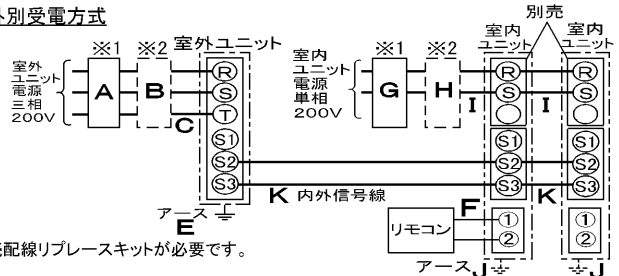 外別受電方式
室外
ユニット
電源
三相
200V
※1
A
※2
B
C
室外ユニット
R
S
T
S1
S2
S3
アース
E
室内
ユニット
電源
単相
200V
※1
G
※2
H
別売
室内
ユニット
室内
ユニット
R
S
I
R
S
I
S1
S2
S3
S1
S2
S3
K 内外信号線
K
リモコン
F
1
2
1
2
アース J
J
配線リプレースキットが必要です。